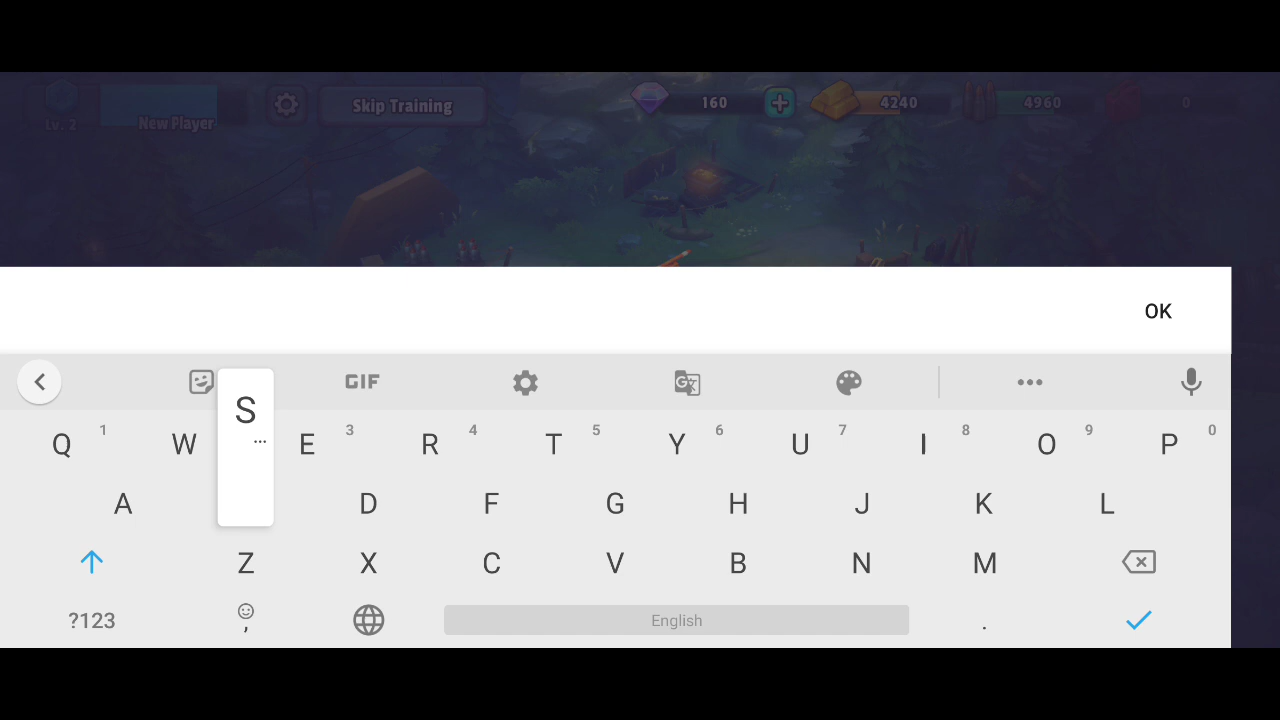 Lv. 2
New Player
Skip Training
160
4240
4960
0
OK
GIF
Q 1 W E 3 R 4 T 5 Y 6 U 7 I 8 O 9 P 0
A S ... D F G H J K L
Z X C V B N M
?123 , English .